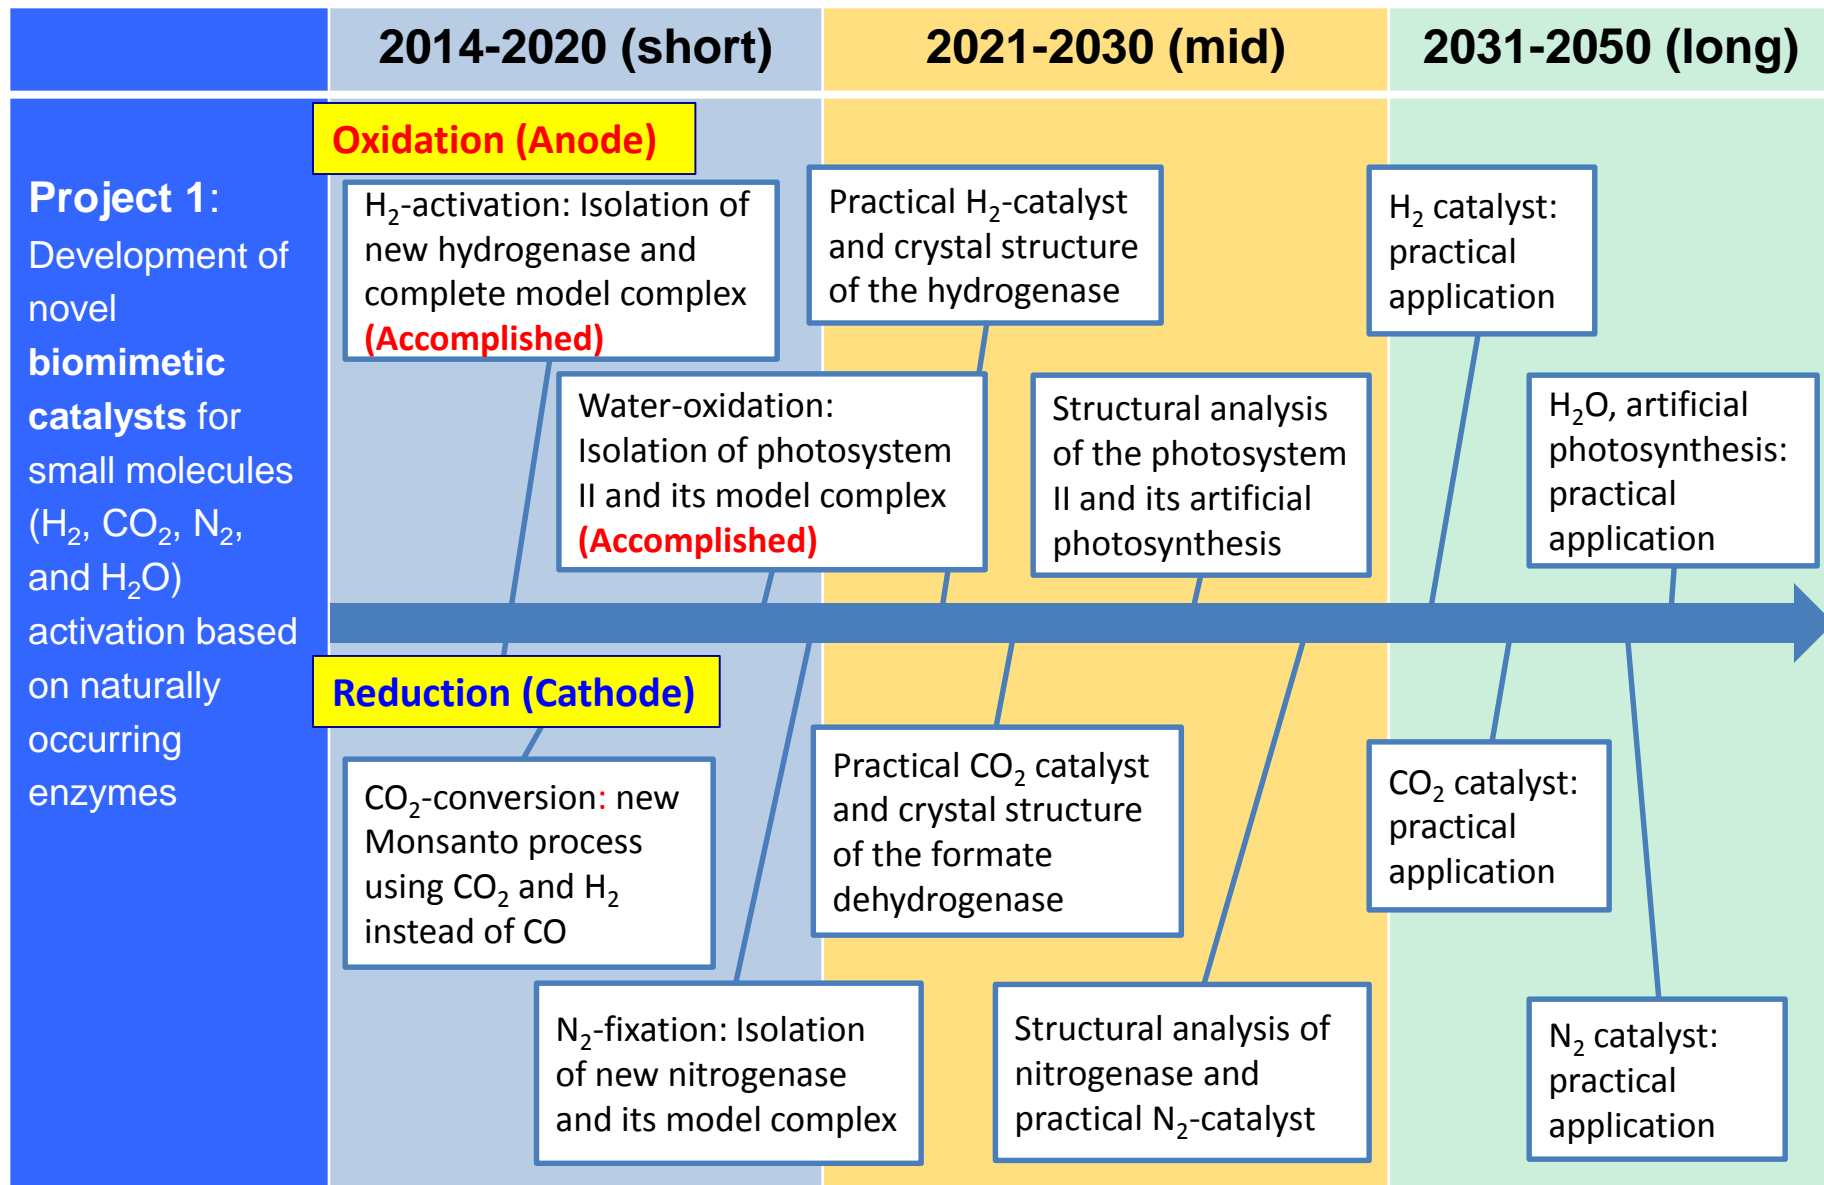 2014-2020 (short)
2021-2030 (mid)
2031-2050 (long)
Project 1:
Development of
novel
biomimetic
catalysts for
small molecules
(H₂, CO₂, N₂,
and H₂O)
activation based
on naturally
occurring
enzymes
Oxidation (Anode)
H₂-activation: Isolation of
new hydrogenase and
complete model complex
(Accomplished)
Practical H₂-catalyst
and crystal structure
of the hydrogenase
H₂ catalyst:
practical
application
Water-oxidation:
Isolation of photosystem
II and its model complex
(Accomplished)
Structural analysis
of the photosystem
II and its artificial
photosynthesis
H₂O, artificial
photosynthesis:
practical
application
Reduction (Cathode)
CO₂-conversion: new
Monsanto process
using CO₂ and H₂
instead of CO
Practical CO₂ catalyst
and crystal structure
of the formate
dehydrogenase
CO₂ catalyst:
practical
application
N₂-fixation: Isolation
of new nitrogenase
and its model complex
Structural analysis of
nitrogenase and
practical N₂-catalyst
N₂ catalyst:
practical
application